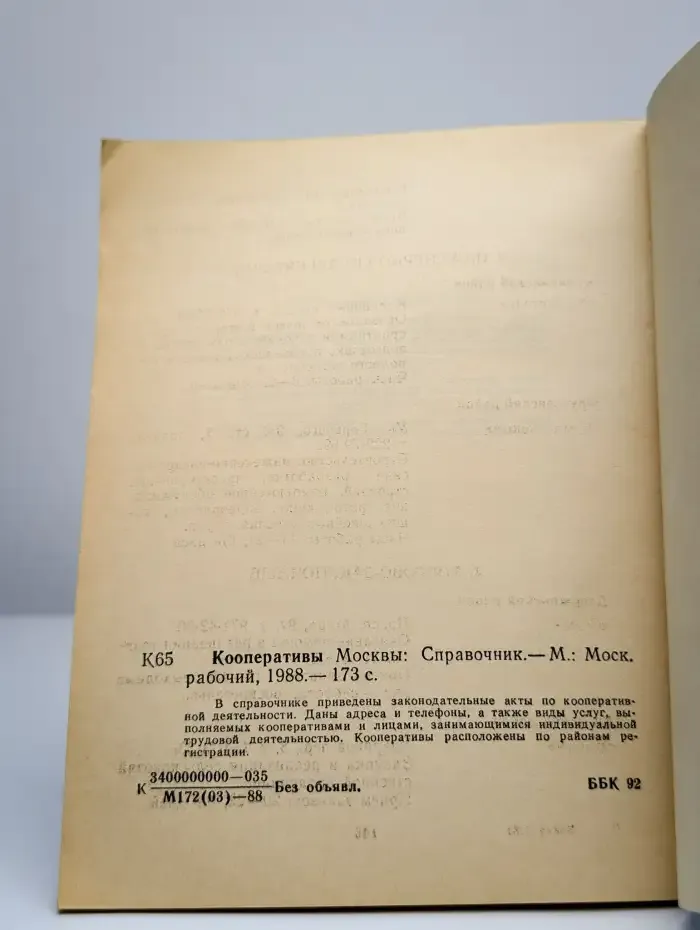 К65 Кооперативы Москвы: Справочник.— М.: Моск.
рабочий, 1988.— 173 с.
В справочнике приведены законодательные акты по кооператив-
ной деятельности. Даны адреса и телефоны, а также виды услуг, вы-
полняемых кооперативами и лицами, занимающимися индивидуальной
трудовой деятельностью. Кооперативы расположены по районам ре-
гистрации.
К 3400000000—035
М172(03)—88 Без объявл. ББК 92